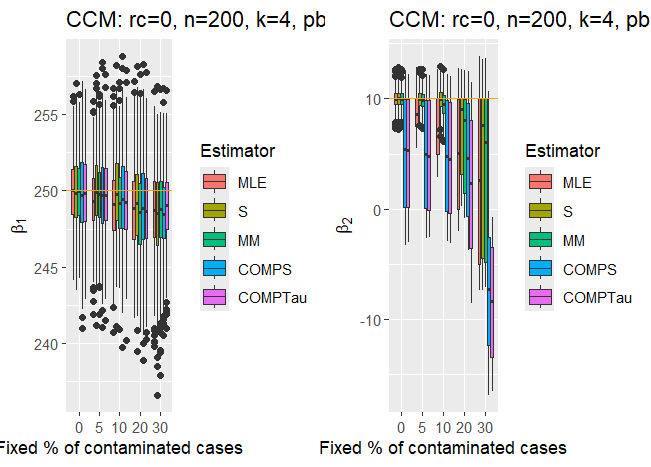 CCM: rc=0, n=200, k=4, pb
β1
255
250
245
240
0 5 10 20 30
Fixed % of contaminated cases
Estimator
MLE
S
MM
COMPS
COMPTau
CCM: rc=0, n=200, k=4, pb
β2
10
0
-10
0 5 10 20 30
Fixed % of contaminated cases
Estimator
MLE
S
MM
COMPS
COMPTau